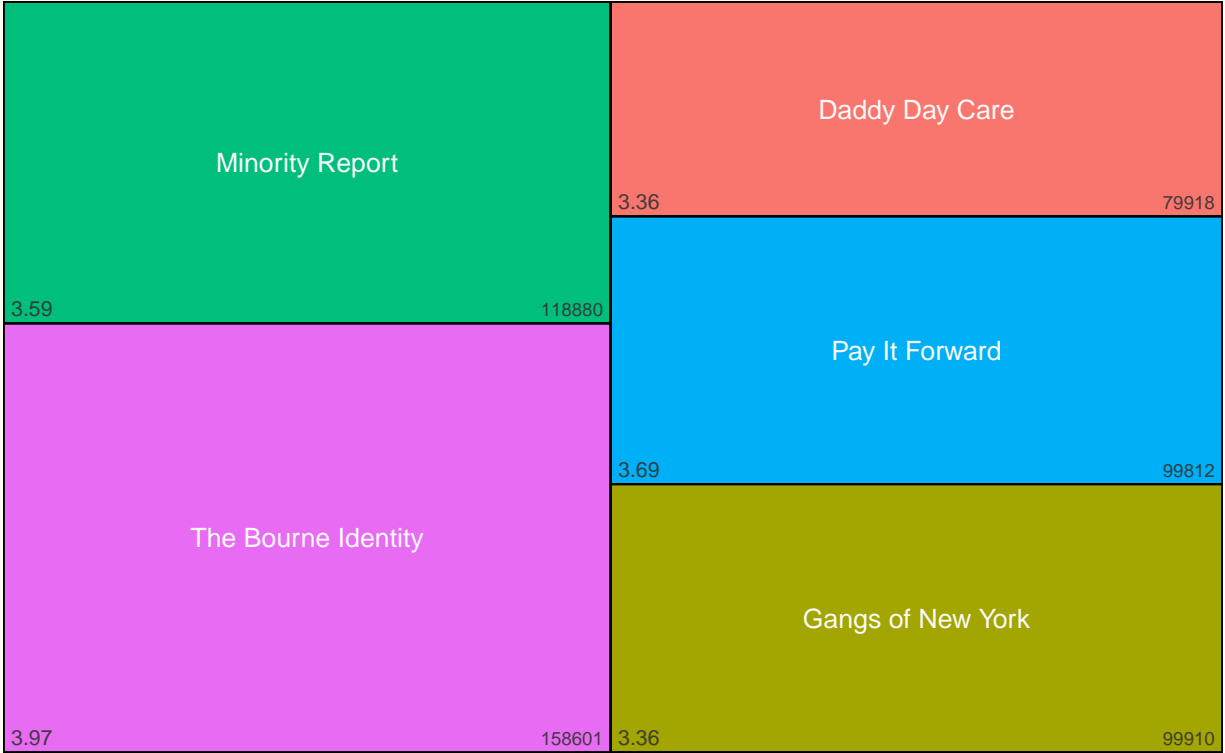 Minority Report
3.59
118880
The Bourne Identity
3.97
158601
Daddy Day Care
3.36
79918
Pay It Forward
3.69
99812
Gangs of New York
3.36
99910